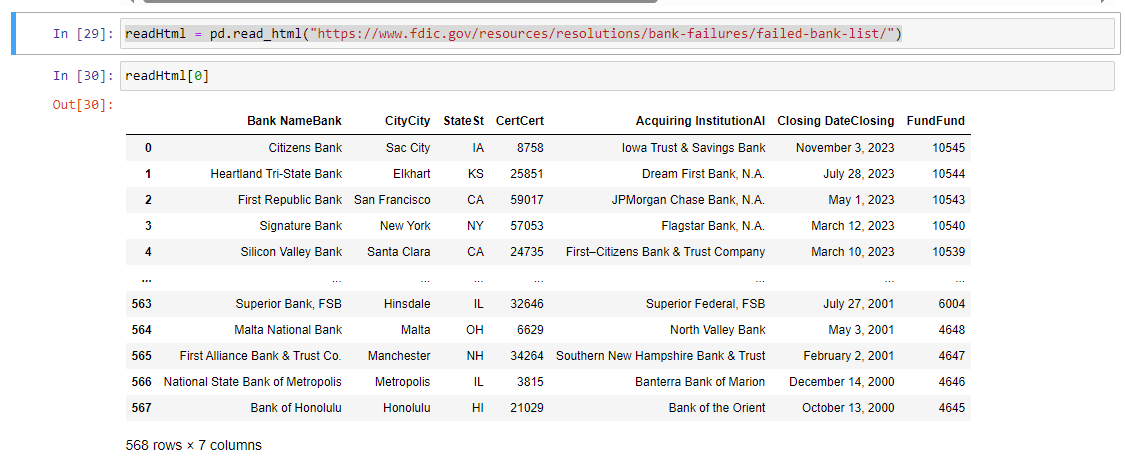 In [29]: readHtml = pd.read_html("https://www.fdic.gov/resources/resolutions/bank-failures/failed-bank-list/")
In [30]: readHtml[0]
Out[30]:
Bank NameBank CityCity StateSt CertCert Acquiring InstitutionAI Closing DateClosing FundFund
0 Citizens Bank Sac City IA 8758 Iowa Trust & Savings Bank November 3, 2023 10545
1 Heartland Tri-State Bank Elkhart KS 25851 Dream First Bank, N.A. July 28, 2023 10544
2 First Republic Bank San Francisco CA 59017 JPMorgan Chase Bank, N.A. May 1, 2023 10543
3 Signature Bank New York NY 57053 Flagstar Bank, N.A. March 12, 2023 10540
4 Silicon Valley Bank Santa Clara CA 24735 First–Citizens Bank & Trust Company March 10, 2023 10539
... ... ... ... ... ... ... ...
563 Superior Bank, FSB Hinsdale IL 32646 Superior Federal, FSB July 27, 2001 6004
564 Malta National Bank Malta OH 6629 North Valley Bank May 3, 2001 4648
565 First Alliance Bank & Trust Co. Manchester NH 34264 Southern New Hampshire Bank & Trust February 2, 2001 4647
566 National State Bank of Metropolis Metropolis IL 3815 Banterra Bank of Marion December 14, 2000 4646
567 Bank of Honolulu Honolulu HI 21029 Bank of the Orient October 13, 2000 4645
568 rows × 7 columns